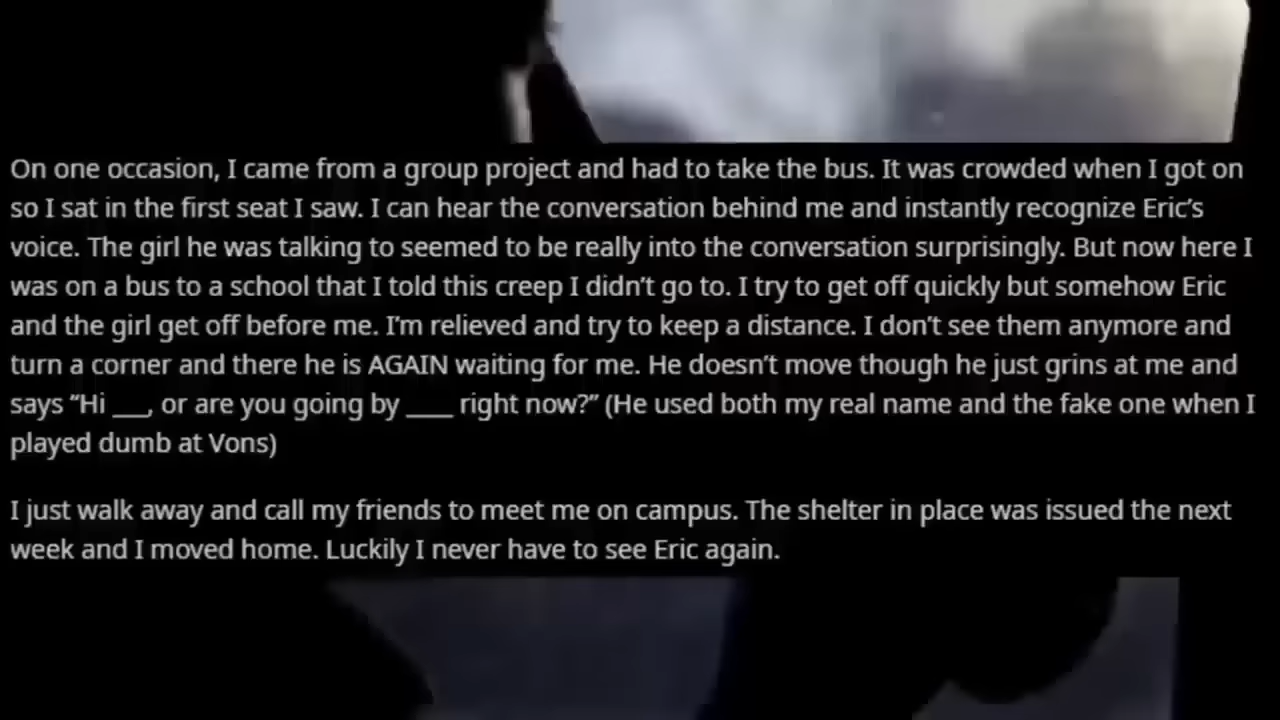 On one occasion, I came from a group project and had to take the bus. It was crowded when I got on
so I sat in the first seat I saw. I can hear the conversation behind me and instantly recognize Eric’s
voice. The girl he was talking to seemed to be really into the conversation surprisingly. But now here I
was on a bus to a school that I told this creep I didn’t go to. I try to get off quickly but somehow Eric
and the girl get off before me. I’m relieved and try to keep a distance. I don’t see them anymore and
turn a corner and there he is AGAIN waiting for me. He doesn’t move though he just grins at me and
says “Hi ___, or are you going by ____ right now?” (He used both my real name and the fake one when I
played dumb at Vons)
I just walk away and call my friends to meet me on campus. The shelter in place was issued the next
week and I moved home. Luckily I never have to see Eric again.